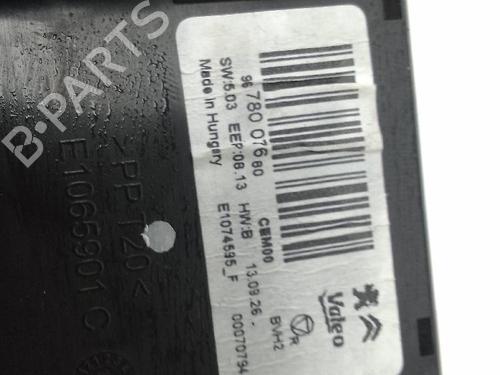 B·PARTS
>PP T20<
E1065901 C
96 780 076 80
SW:5.03 EEP:08.13 HW:B 13.09.26 -
Made in Hungary
CEM00
E1074595_F
BVH2
00070794
R
Valeo